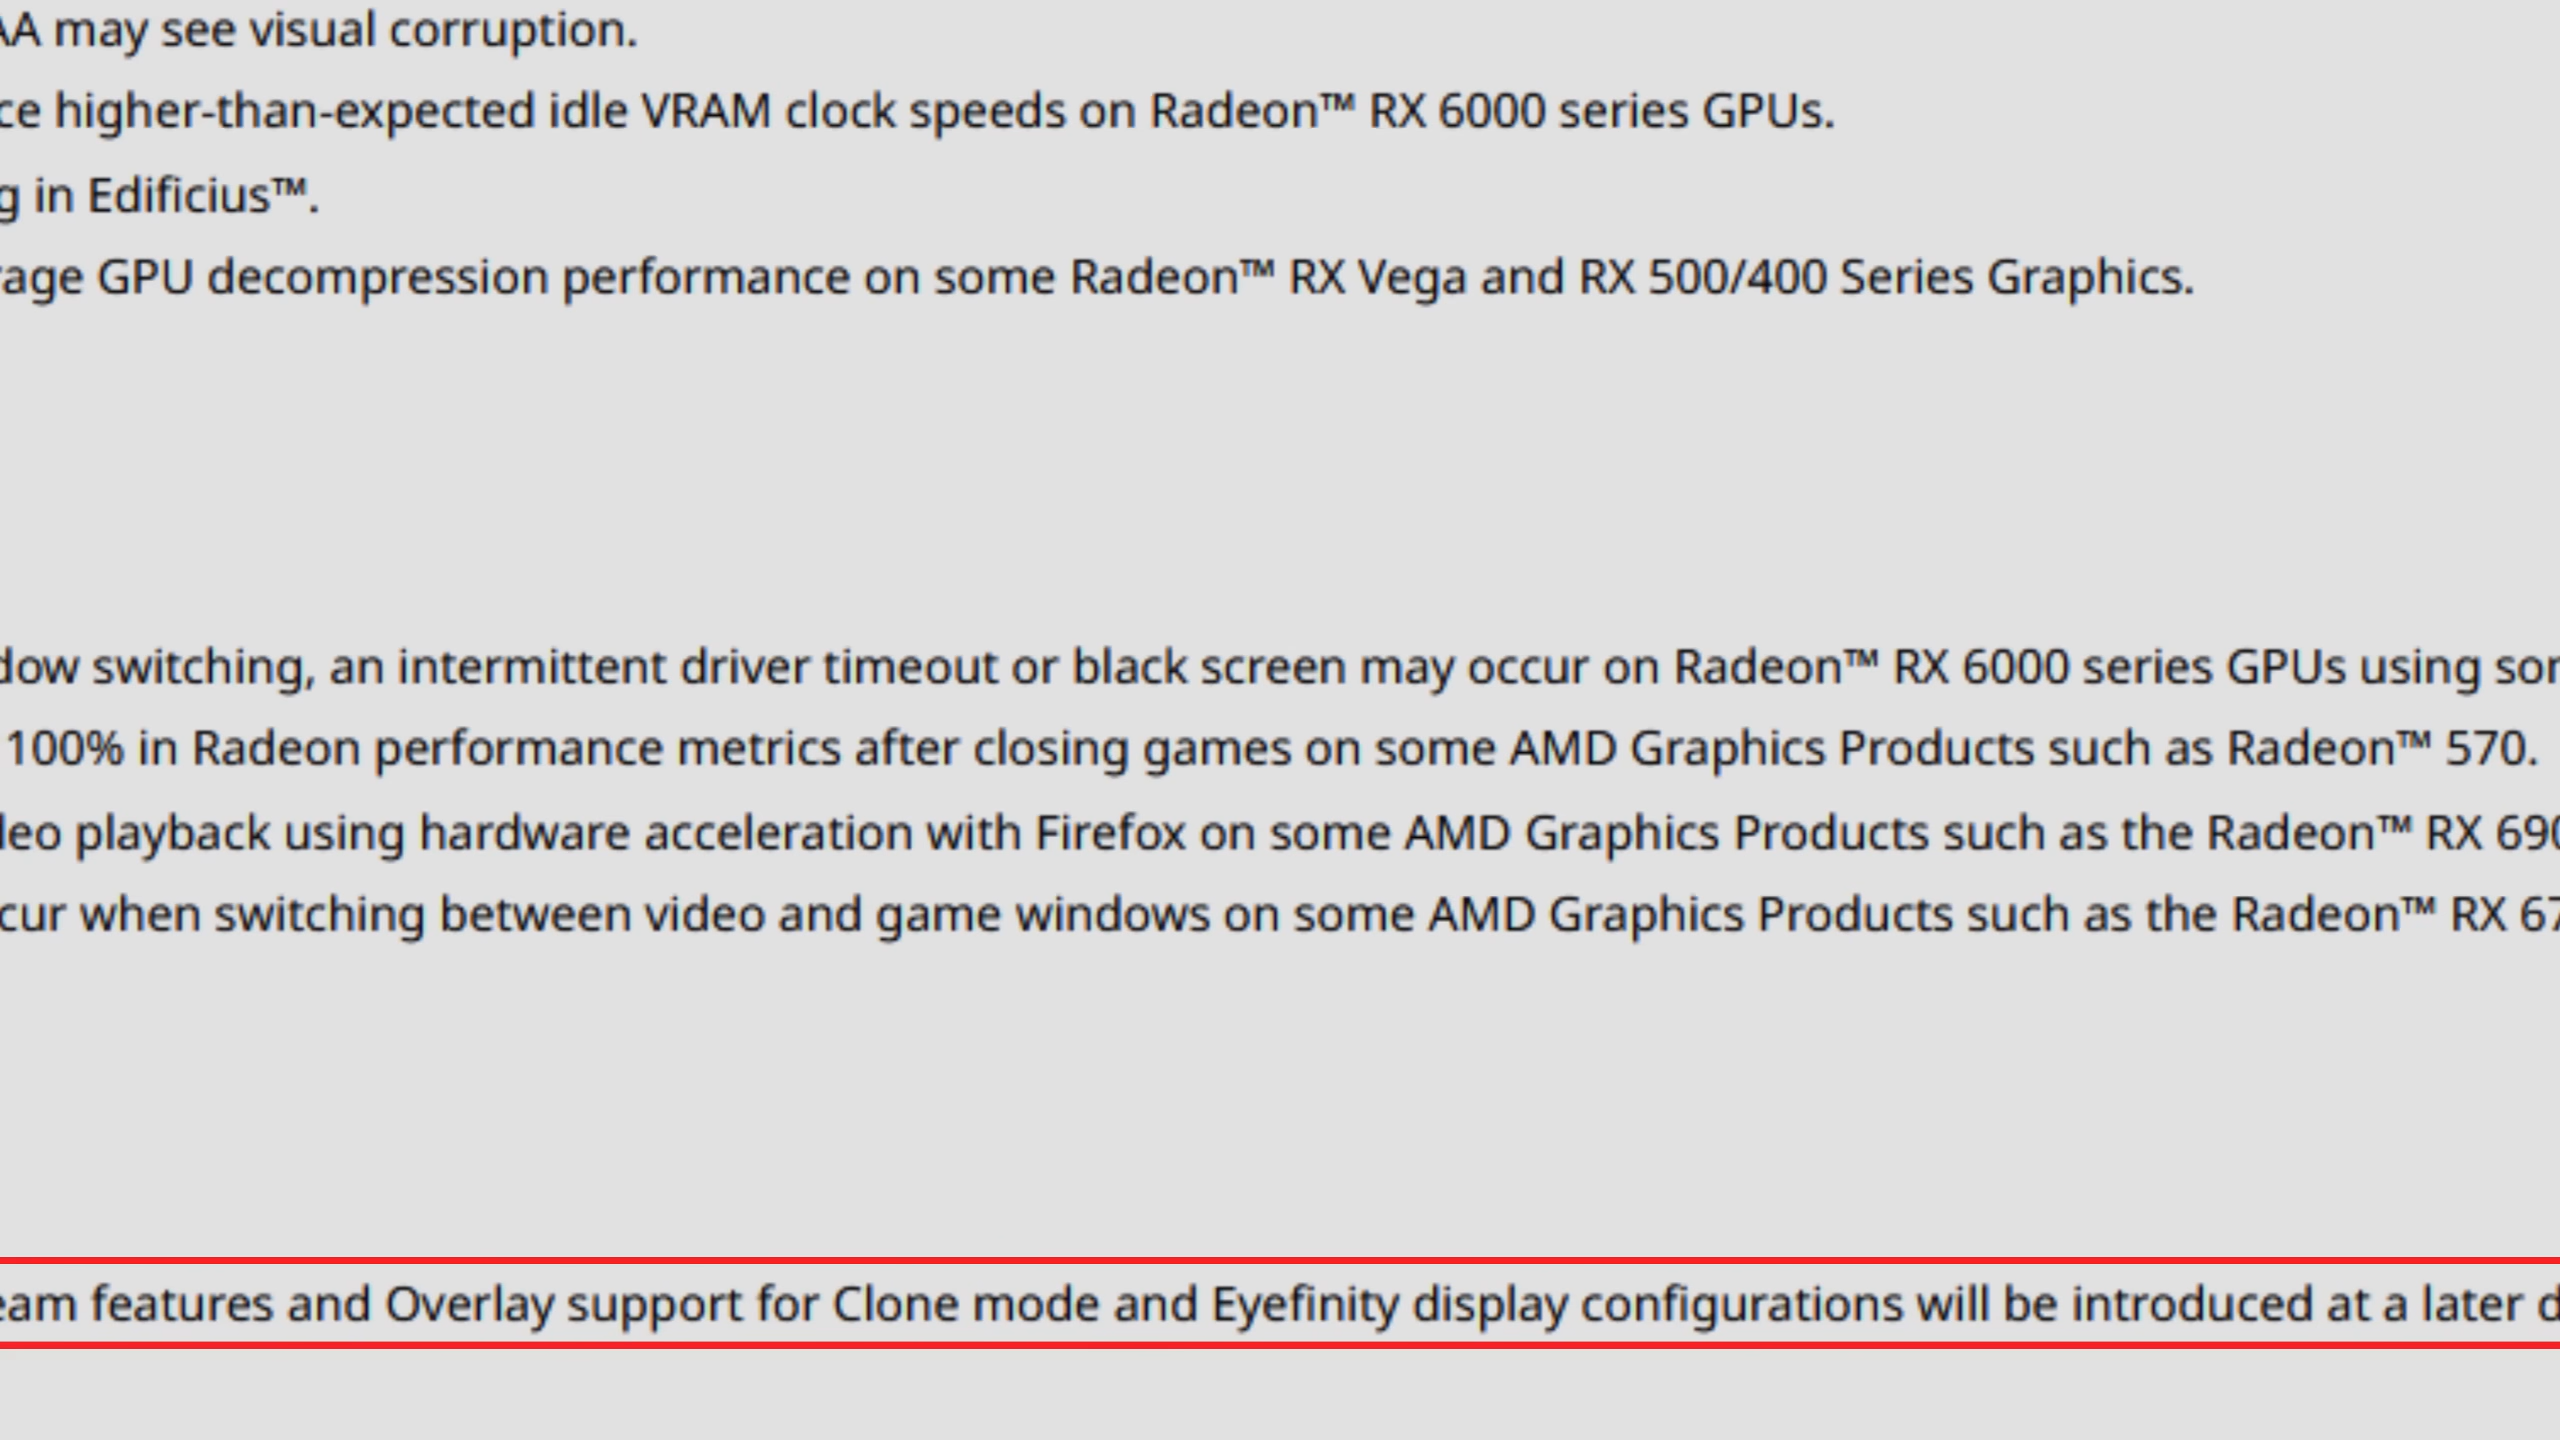 AA may see visual corruption.
ce higher-than-expected idle VRAM clock speeds on Radeon™ RX 6000 series GPUs.
g in Edificius™.
rage GPU decompression performance on some Radeon™ RX Vega and RX 500/400 Series Graphics.
dow switching, an intermittent driver timeout or black screen may occur on Radeon™ RX 6000 series GPUs using som
100% in Radeon performance metrics after closing games on some AMD Graphics Products such as Radeon™ 570.
leo playback using hardware acceleration with Firefox on some AMD Graphics Products such as the Radeon™ RX 690
cur when switching between video and game windows on some AMD Graphics Products such as the Radeon™ RX 67
eam features and Overlay support for Clone mode and Eyefinity display configurations will be introduced at a later d